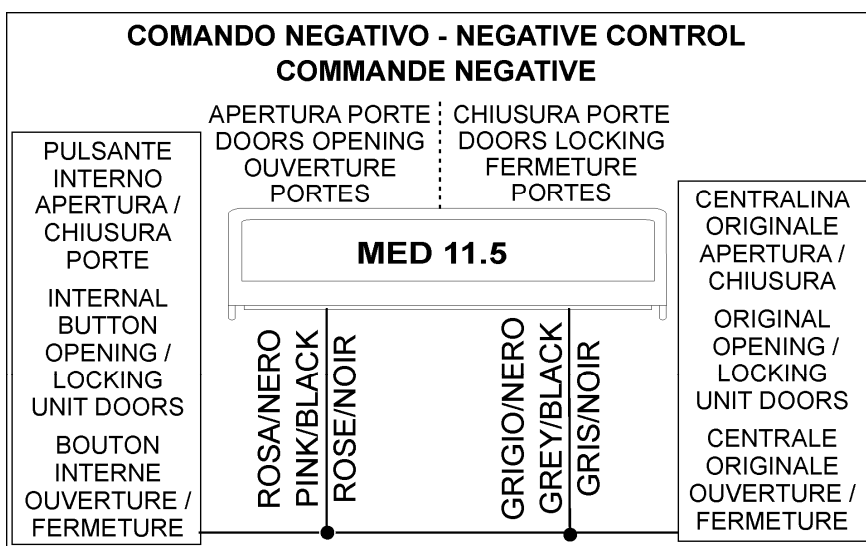 COMANDO NEGATIVO - NEGATIVE CONTROL
COMMANDE NEGATIVE
APERTURA PORTE
DOORS OPENING
OUVERTURE
PORTES
CHIUSURA PORTE
DOORS LOCKING
FERMETURE
PORTES
PULSANTE
INTERNO
APERTURA /
CHIUSURA
PORTE
INTERNAL
BUTTON
OPENING /
LOCKING
UNIT DOORS
BOUTON
INTERNE
OUVERTURE /
FERMETURE
MED 11.5
ROSA/NERO
PINK/BLACK
ROSE/NOIR
GRIGIO/NERO
GREY/BLACK
GRIS/NOIR
CENTRALINA
ORIGINALE
APERTURA /
CHIUSURA
ORIGINAL
OPENING /
LOCKING
UNIT DOORS
CENTRALE
ORIGINALE
OUVERTURE /
FERMETURE